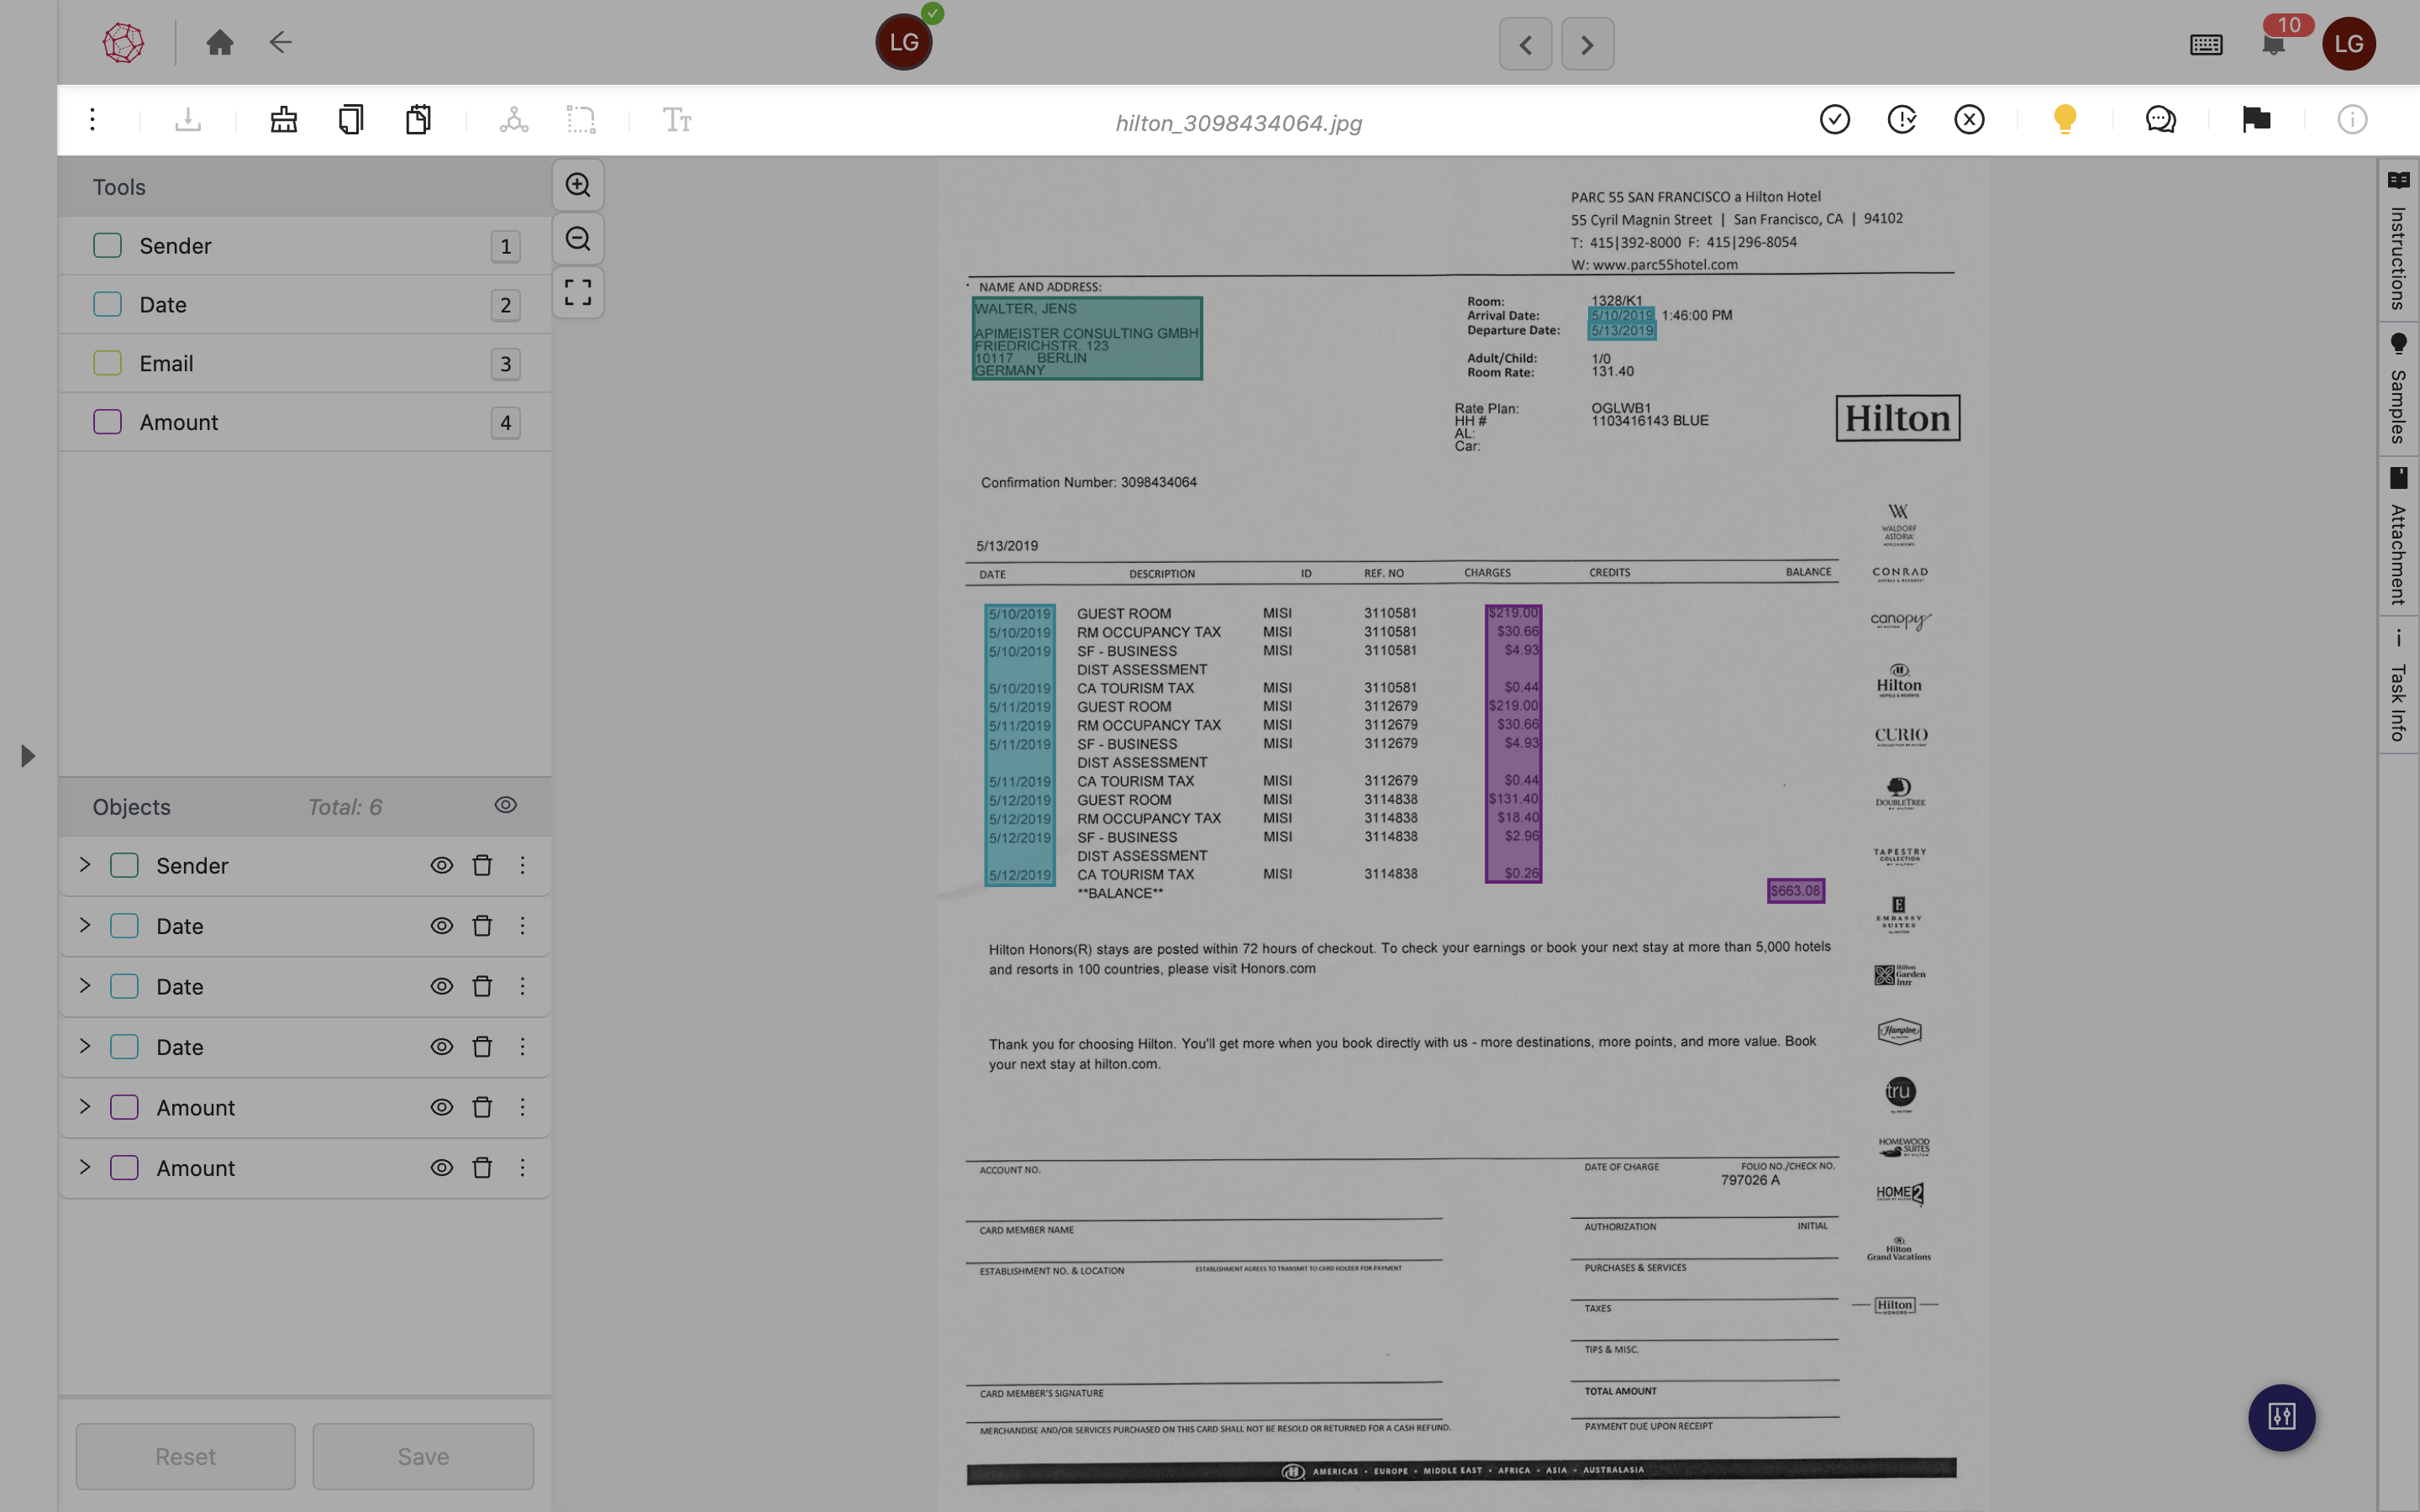 LG
10
LG
hilton_3098434064.jpg
Tools
Sender 1
Date 2
Email 3
Amount 4
Objects Total: 6
Sender
Date
Date
Date
Amount
Amount
Reset Save
PARC 55 SAN FRANCISCO a Hilton Hotel
55 Cyril Magnin Street | San Francisco, CA | 94102
T: 415|392-8000 F: 415|296-8054
W: www.parc55hotel.com
NAME AND ADDRESS:
WALTER, JENS
APIMEISTER CONSULTING GMBH
FRIEDRICHSTR. 123
10117 BERLIN
GERMANY
Room: 1328/K1
Arrival Date: 5/10/2019 1:46:00 PM
Departure Date: 5/13/2019
Adult/Child: 1/0
Room Rate: 131.40
Rate Plan: OGLWB1
HH # 1103416143 BLUE
AL:
Car:
Hilton
Confirmation Number: 3098434064
5/13/2019
DATE DESCRIPTION ID REF. NO CHARGES CREDITS BALANCE
5/10/2019 GUEST ROOM MISI 3110581 $219.00
5/10/2019 RM OCCUPANCY TAX MISI 3110581 $30.66
5/10/2019 SF - BUSINESS MISI 3110581 $4.93
DIST ASSESSMENT
5/10/2019 CA TOURISM TAX MISI 3110581 $0.44
5/11/2019 GUEST ROOM MISI 3112679 $219.00
5/11/2019 RM OCCUPANCY TAX MISI 3112679 $30.66
5/11/2019 SF - BUSINESS MISI 3112679 $4.93
DIST ASSESSMENT
5/11/2019 CA TOURISM TAX MISI 3112679 $0.44
5/12/2019 GUEST ROOM MISI 3114838 $131.40
5/12/2019 RM OCCUPANCY TAX MISI 3114838 $18.40
5/12/2019 SF - BUSINESS MISI 3114838 $2.96
DIST ASSESSMENT
5/12/2019 CA TOURISM TAX MISI 3114838 $0.26
**BALANCE** $663.08
Hilton Honors(R) stays are posted within 72 hours of checkout. To check your earnings or book your next stay at more than 5,000 hotels
and resorts in 100 countries, please visit Honors.com
Thank you for choosing Hilton. You'll get more when you book directly with us - more destinations, more points, and more value. Book
your next stay at hilton.com.
ACCOUNT NO.
DATE OF CHARGE FOLIO NO./CHECK NO.
797026 A
CARD MEMBER NAME
AUTHORIZATION INITIAL
ESTABLISHMENT NO. & LOCATION ESTABLISHMENT AGREES TO TRANSMIT TO CARD HOLDER FOR PAYMENT
PURCHASES & SERVICES
TAXES
TIPS & MISC.
CARD MEMBER'S SIGNATURE
TOTAL AMOUNT
MERCHANDISE AND/OR SERVICES PURCHASED ON THIS CARD SHALL NOT BE RESOLD OR RETURNED FOR A CASH REFUND.
PAYMENT DUE UPON RECEIPT
AMERICAS • EUROPE • MIDDLE EAST • AFRICA • ASIA • AUSTRALASIA
WALDORF
ASTORIA
CONRAD
canopy
Hilton
CURIO
DOUBLETREE
BY HILTON
TAPESTRY
COLLECTION
BY HILTON
EMBASSY
SUITES
Hilton
Garden
Inn
Hampton
tru
HOMEWOOD
SUITES
HOME2
Hilton
Grand Vacations
Hilton
HONORS
Instructions
Samples
Attachment
Task Info